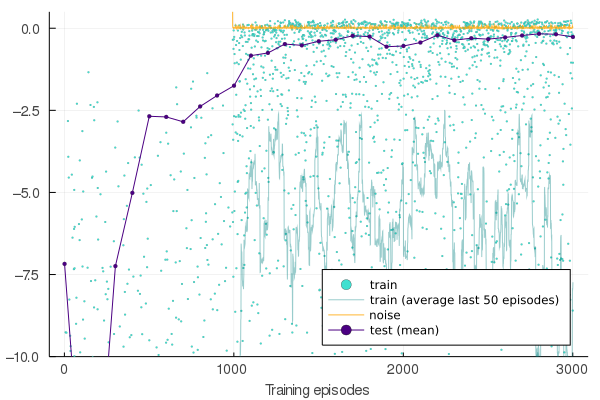 0.0
−2.5
−5.0
−7.5
−10.0
train
train (average last 50 episodes)
noise
test (mean)
0 1000 2000 3000
Training episodes